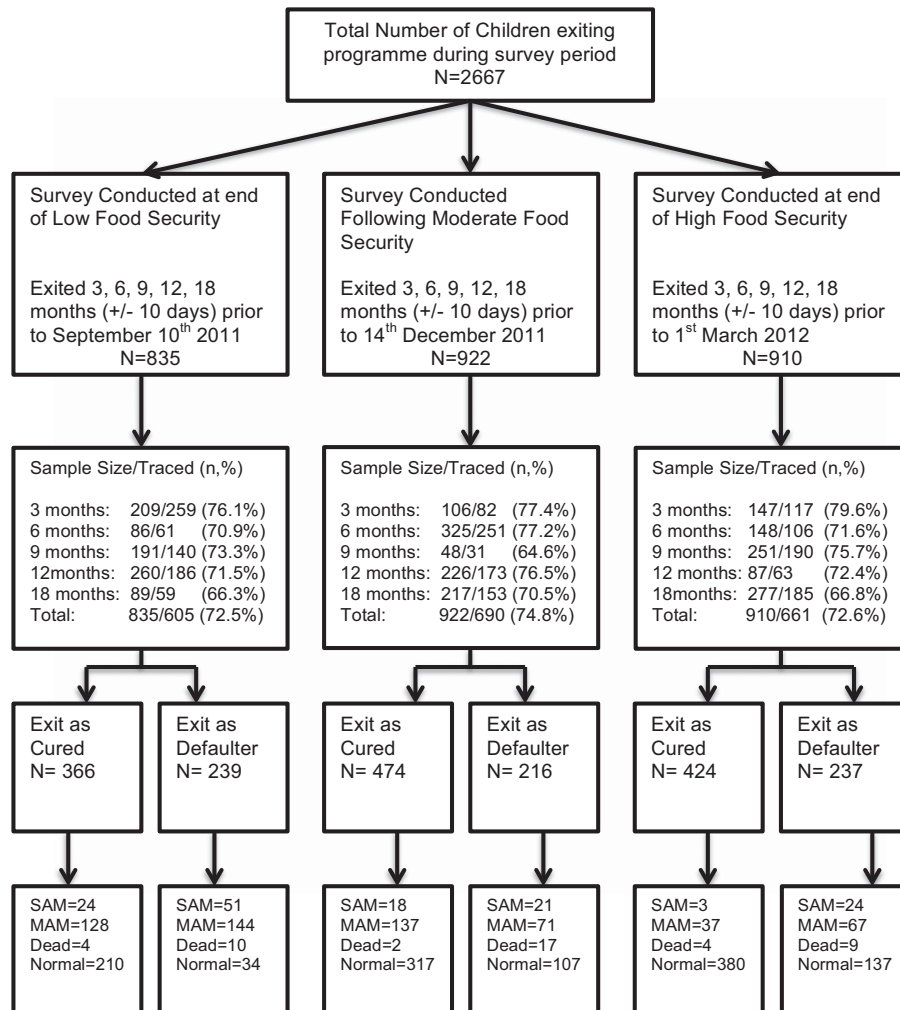 Total Number of Children exiting
programme during survey period
N=2667
Survey Conducted at end
of Low Food Security
Exited 3, 6, 9, 12, 18
months (+/- 10 days) prior
to September 10th 2011
N=835
Survey Conducted
Following Moderate Food
Security
Exited 3, 6, 9, 12, 18
months (+/- 10 days) prior
to 14th December 2011
N=922
Survey Conducted at end
of High Food Security
Exited 3, 6, 9, 12, 18
months (+/- 10 days) prior
to 1st March 2012
N=910
Sample Size/Traced (n,%)
3 months: 209/259 (76.1%)
6 months: 86/61 (70.9%)
9 months: 191/140 (73.3%)
12months: 260/186 (71.5%)
18 months: 89/59 (66.3%)
Total: 835/605 (72.5%)
Sample Size/Traced (n,%)
3 months: 106/82 (77.4%)
6 months: 325/251 (77.2%)
9 months: 48/31 (64.6%)
12 months: 226/173 (76.5%)
18 months: 217/153 (70.5%)
Total: 922/690 (74.8%)
Sample Size/Traced (n,%)
3 months: 147/117 (79.6%)
6 months: 148/106 (71.6%)
9 months: 251/190 (75.7%)
12 months: 87/63 (72.4%)
18months: 277/185 (66.8%)
Total: 910/661 (72.6%)
Exit as
Cured
N= 366
Exit as
Defaulter
N= 239
Exit as
Cured
N= 474
Exit as
Defaulter
N= 216
Exit as
Cured
N= 424
Exit as
Defaulter
N= 237
SAM=24
MAM=128
Dead=4
Normal=210
SAM=51
MAM=144
Dead=10
Normal=34
SAM=18
MAM=137
Dead=2
Normal=317
SAM=21
MAM=71
Dead=17
Normal=107
SAM=3
MAM=37
Dead=4
Normal=380
SAM=24
MAM=67
Dead=9
Normal=137